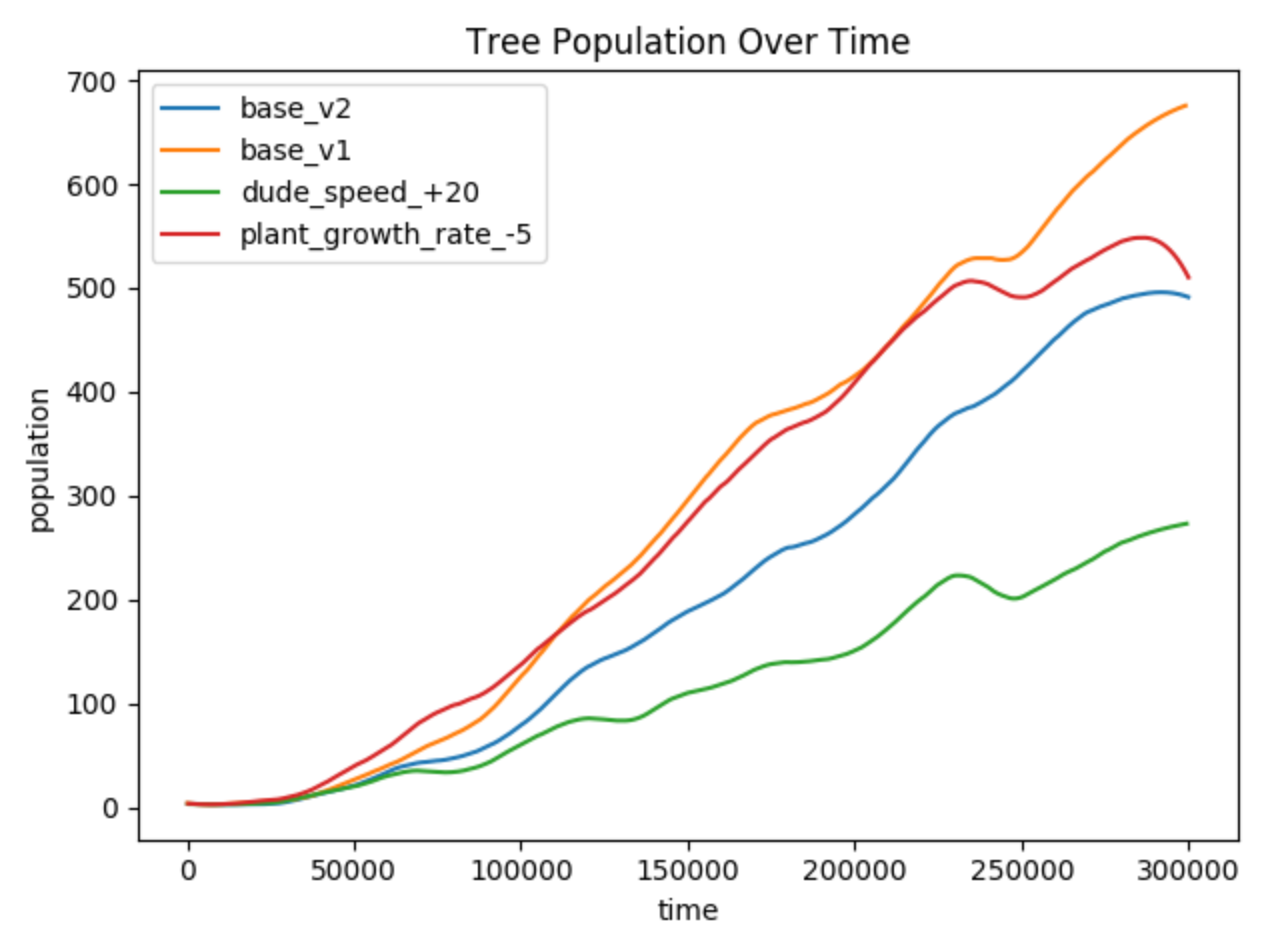 Tree Population Over Time
700
600
500
400
300
200
100
0
population
base_v2
base_v1
dude_speed_+20
plant_growth_rate_-5
0 50000 100000 150000 200000 250000 300000
time